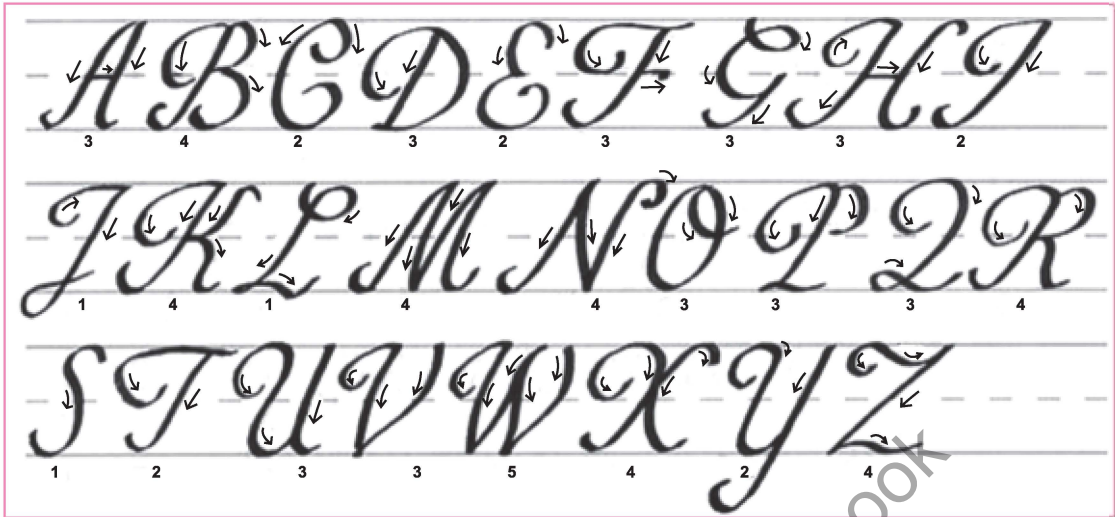 A B C D E F G H I
3 4 2 3 2 3 3 3 2
J K L M N O P Q R
1 4 1 4 4 3 3 3 4
S T U V W X Y Z
1 2 3 3 5 4 2 4
ook